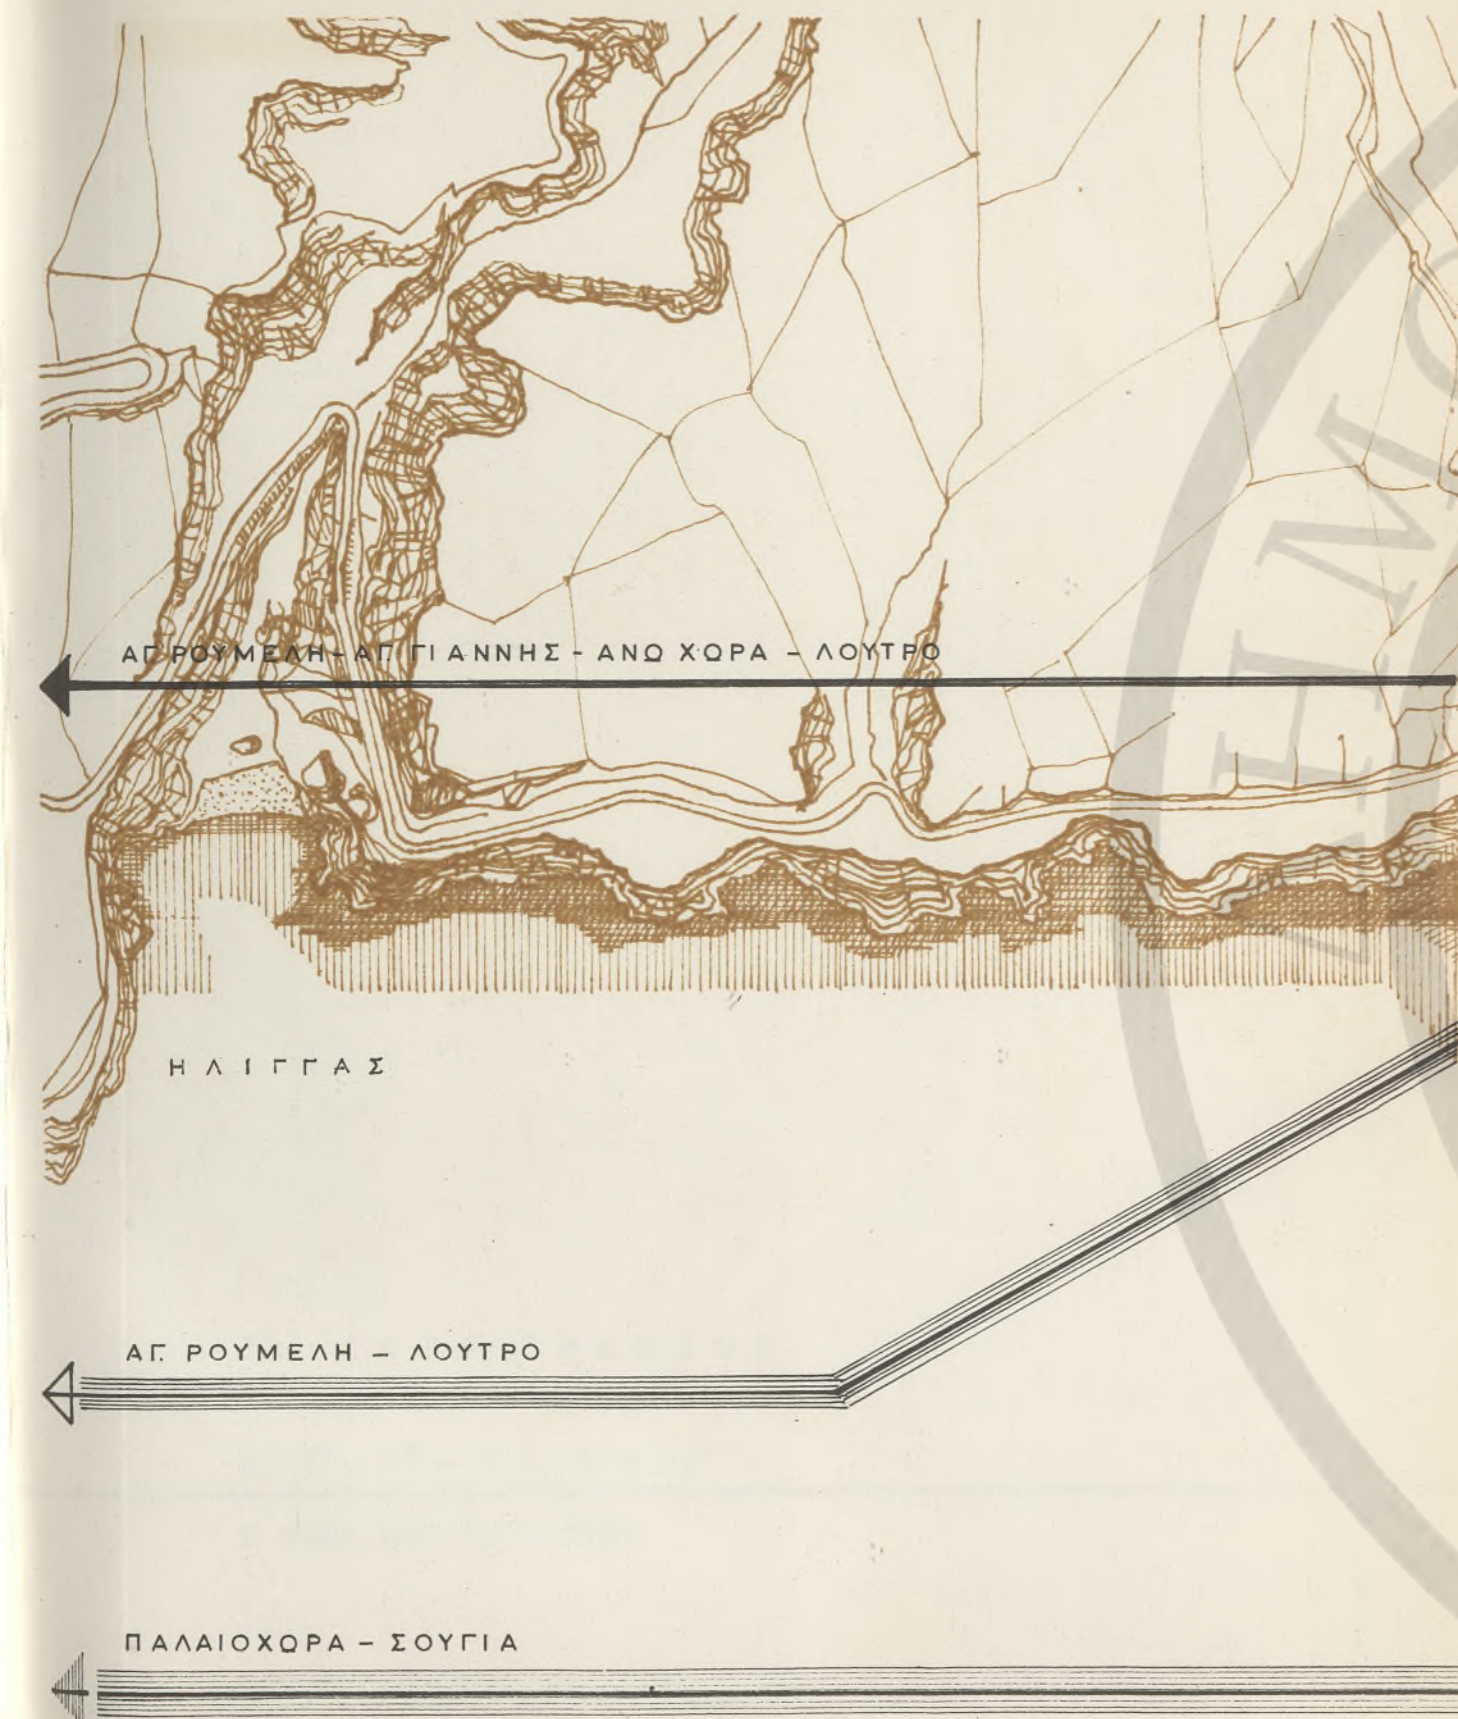 ΑΓ ΡΟΥΜΕΛΗ - ΑΓ. ΓΙΑΝΝΗΣ - ΑΝΩ ΧΩΡΑ - ΛΟΥΤΡΟ
ΗΛΙΓΓΑΣ
ΑΓ. ΡΟΥΜΕΛΗ - ΛΟΥΤΡΟ
ΠΑΛΑΙΟΧΩΡΑ - ΣΟΥΓΙΑ